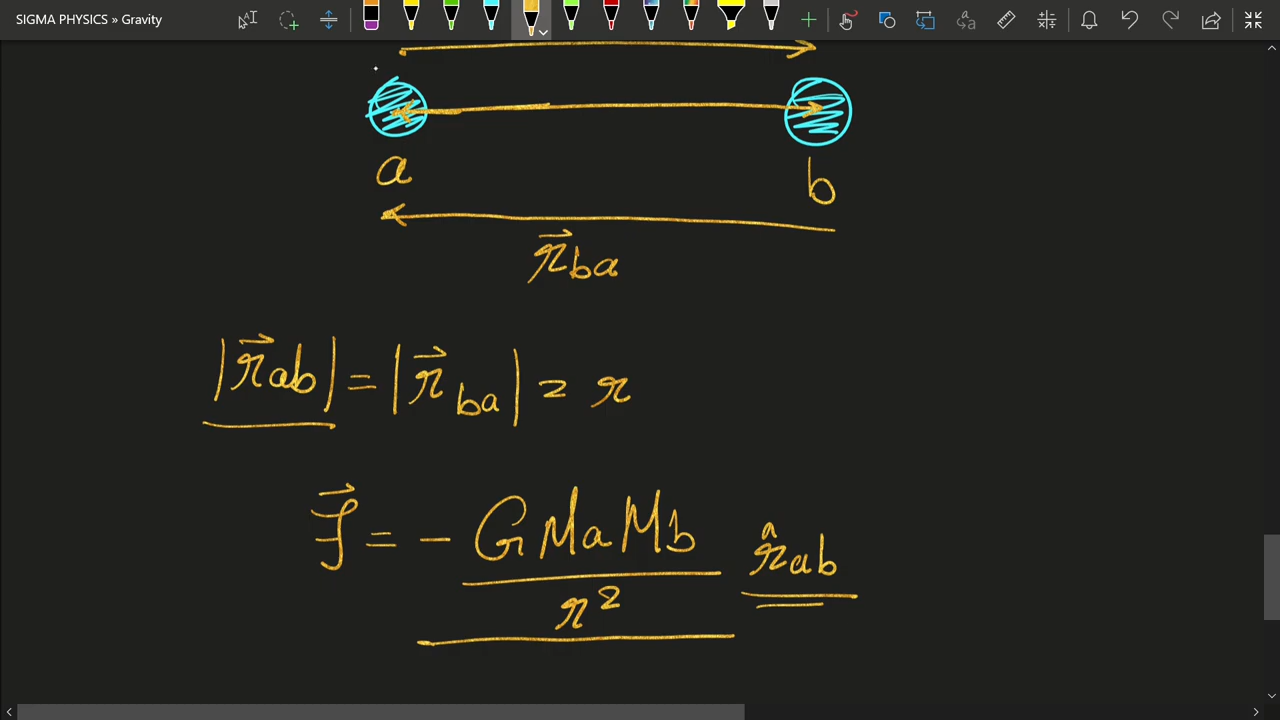 SIGMA PHYSICS » Gravity
a b
r⃗ba
|r⃗ab| = |r⃗ba| = r
F⃗ = - GMaMb/r² r̂ab